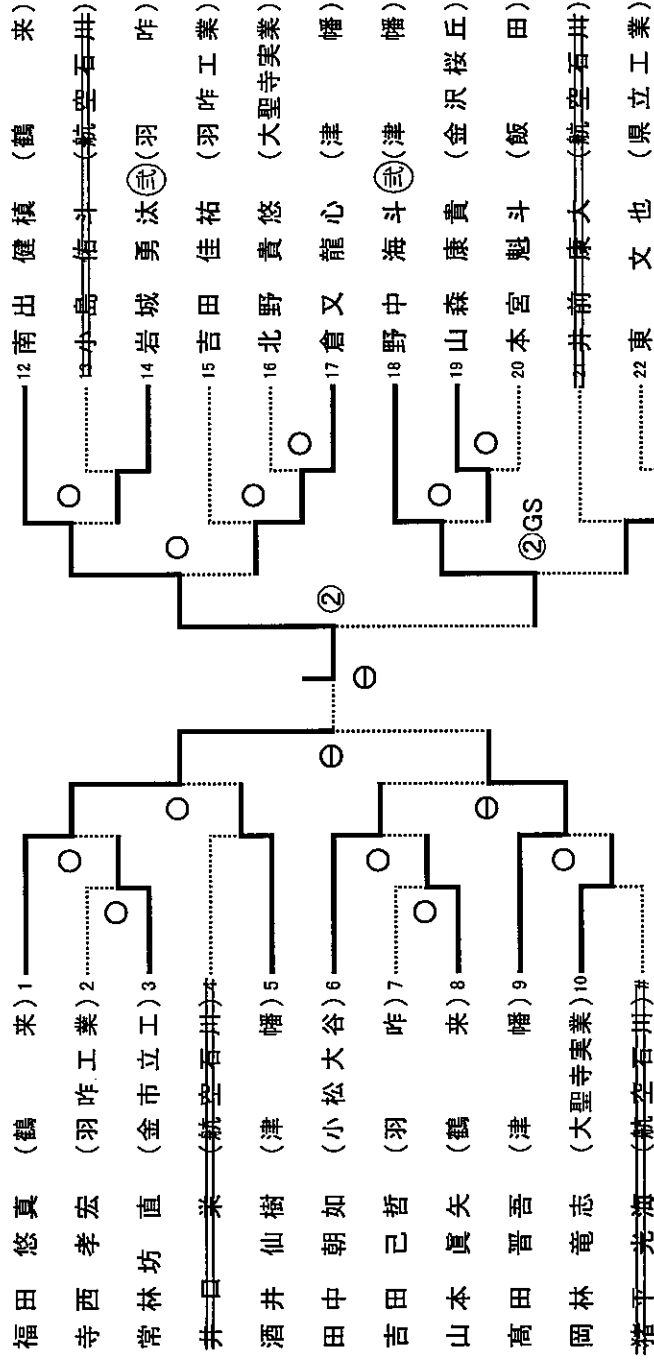 福田 悠真 (鶴 来) 1
寺西 孝宏 (羽咋工業) 2
常林坊 直 (金市立工) 3
井口 栄 (航空石川) 4
酒井 仙樹 (津 幡) 5
田中 朝如 (小松大谷) 6
吉田 己哲 (羽 咋) 7
山本 眞矢 (鶴 来) 8
高田 晋吾 (津 幡) 9
岡林 竜志 (大聖寺実業) 10
猪平 光海 (航空石川) #
12 南出 健槙 (鶴 来)
13 小島 侑斗 (航空石川)
14 岩城 勇汰 弐 (羽 咋)
15 吉田 佳祐 (羽咋工業)
16 北野 貴悠 (大聖寺実業)
17 倉又 龍心 (津 幡)
18 野中 海斗 弐 (津 幡)
19 山森 康貴 (金沢桜丘)
20 本宮 魁斗 (飯 田)
21 井前 康大 (航空石川)
22 東 文也 (県立工業)
②
②GS